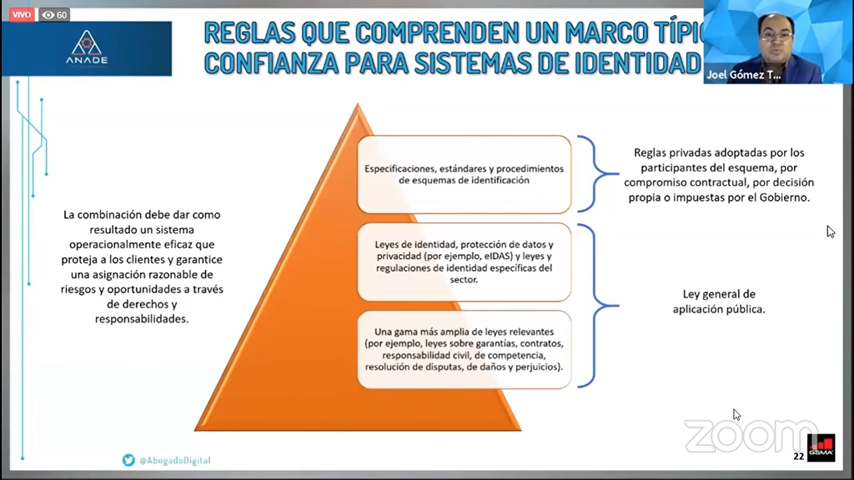 VIVO
60
ANADE
REGLAS QUE COMPRENDEN UN MARCO TÍPIC
CONFIANZA PARA SISTEMAS DE IDENTIDAD
Joel Gómez T...
La combinación debe dar como
resultado un sistema
operacionalmente eficaz que
proteja a los clientes y garantice
una asignación razonable de
riesgos y oportunidades a través
de derechos y
responsabilidades.
Especificaciones, estándares y procedimientos
de esquemas de identificación
Leyes de identidad, protección de datos y
privacidad (por ejemplo, eIDAS) y leyes y
regulaciones de identidad específicas del
sector.
Una gama más amplia de leyes relevantes
(por ejemplo, leyes sobre garantías, contratos,
responsabilidad civil, de competencia,
resolución de disputas, de daños y perjuicios).
Reglas privadas adoptadas por los
participantes del esquema, por
compromiso contractual, por decisión
propia o impuestas por el Gobierno.
Ley general de
aplicación pública.
@AbogadoDigital
zoom
22
GSMA